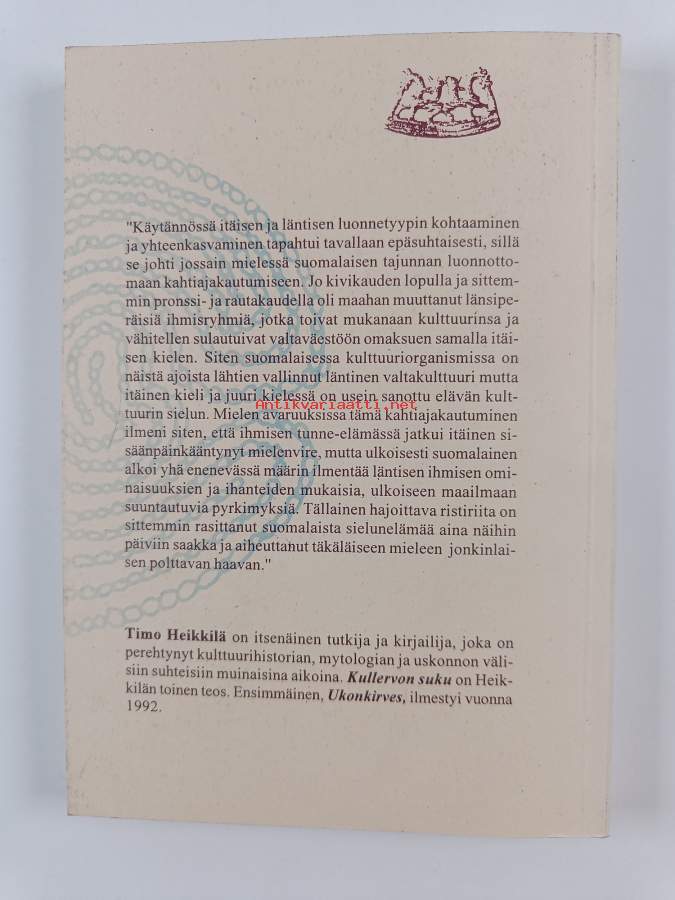 "Käytännössä itäisen ja läntisen luonnetyypin kohtaaminen
ja yhteenkasvaminen tapahtui tavallaan epäsuhtaisesti, sillä
se johti jossain mielessä suomalaisen tajunnan luonnotto-
maan kahtiajakautumiseen. Jo kivikauden lopulla ja sittem-
min pronssi- ja rautakaudella oli maahan muuttanut länsipe-
räisiä ihmisryhmiä, jotka toivat mukanaan kulttuurinsa ja
vähitellen sulautuivat valtaväestöön omaksuen samalla itäi-
sen kielen. Siten suomalaisessa kulttuuriorganismissa on
näistä ajoista lähtien vallinnut läntinen valtakulttuuri mutta
itäinen kieli ja juuri kielessä on usein sanottu elävän kult-
Antikvariaatti.net
tuurin sielun. Mielen avaruuksissa tämä kahtiajakautuminen
ilmeni siten, että ihmisen tunne-elämässä jatkui itäinen si-
säänpäinkääntynyt mielenvire, mutta ulkoisesti suomalainen
alkoi yhä enenevässä määrin ilmentää läntisen ihmisen omi-
naisuuksien ja ihanteiden mukaisia, ulkoiseen maailmaan
suuntautuvia pyrkimyksiä. Tällainen hajoittava ristiriita on
sittemmin rasittanut suomalaista sielunelämää aina näihin
päiviin saakka ja aiheuttanut täkäläiseen mieleen jonkinlai-
sen polttavan haavan."
Timo Heikkilä on itsenäinen tutkija ja kirjailija, joka on
perehtynyt kulttuurihistorian, mytologian ja uskonnon väli-
siin suhteisiin muinaisina aikoina. Kullervon suku on Heik-
kilän toinen teos. Ensimmäinen, Ukonkirves, ilmestyi vuonna
1992.